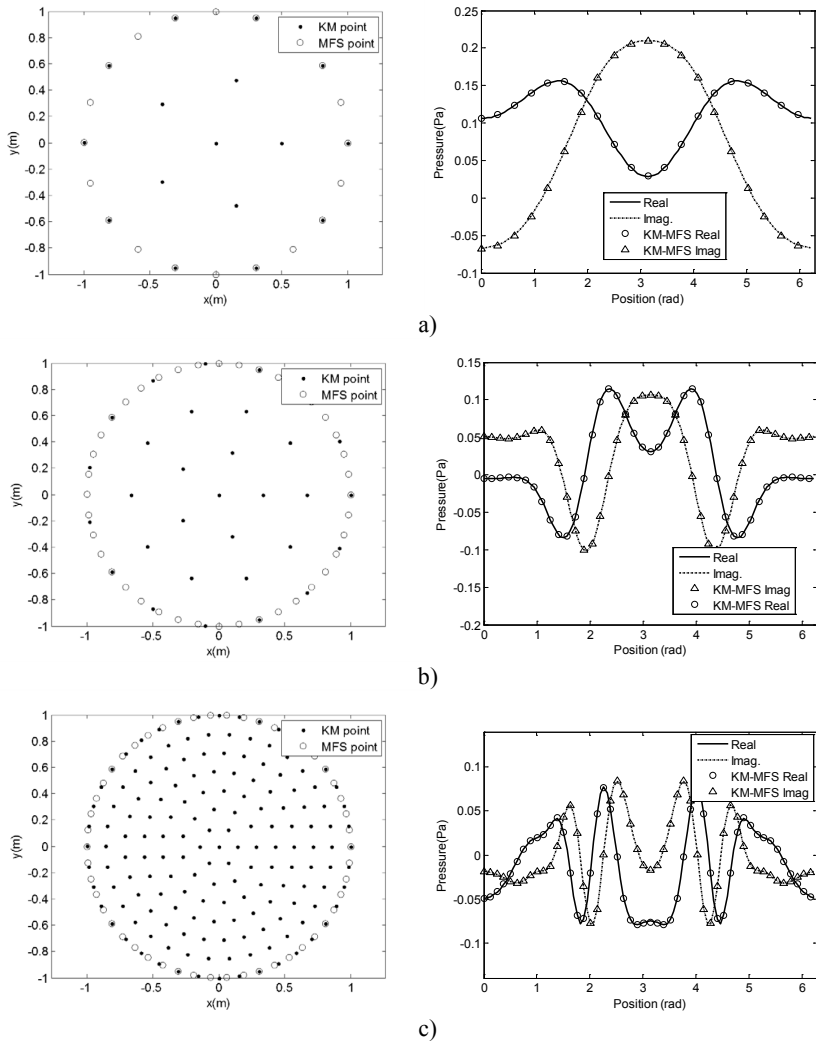 1
0.8
0.6
0.4
0.2
0
-0.2
-0.4
-0.6
-0.8
-1
y(m)
-1 -0.5 0 0.5 1
x(m)
KM point
MFS point
0.25
0.2
0.15
0.1
0.05
0
-0.05
-0.1
Pressure(Pa)
0 1 2 3 4 5 6
Position (rad)
Real
Imag.
KM-MFS Real
KM-MFS Imag
a)
1
0.8
0.6
0.4
0.2
0
-0.2
-0.4
-0.6
-0.8
-1
y(m)
-1 -0.5 0 0.5 1
x(m)
KM point
MFS point
0.15
0.1
0.05
0
-0.05
-0.1
-0.15
-0.2
Pressure(Pa)
0 1 2 3 4 5 6
Position (rad)
Real
Imag.
KM-MFS Imag
KM-MFS Real
b)
1
0.8
0.6
0.4
0.2
0
-0.2
-0.4
-0.6
-0.8
-1
y(m)
-1 -0.5 0 0.5 1
x(m)
KM point
MFS point
0.1
0.05
0
-0.05
-0.1
Pressure(Pa)
0 1 2 3 4 5 6
Position (rad)
Real
Imag.
KM-MFS Real
KM-MFS Imag
c)